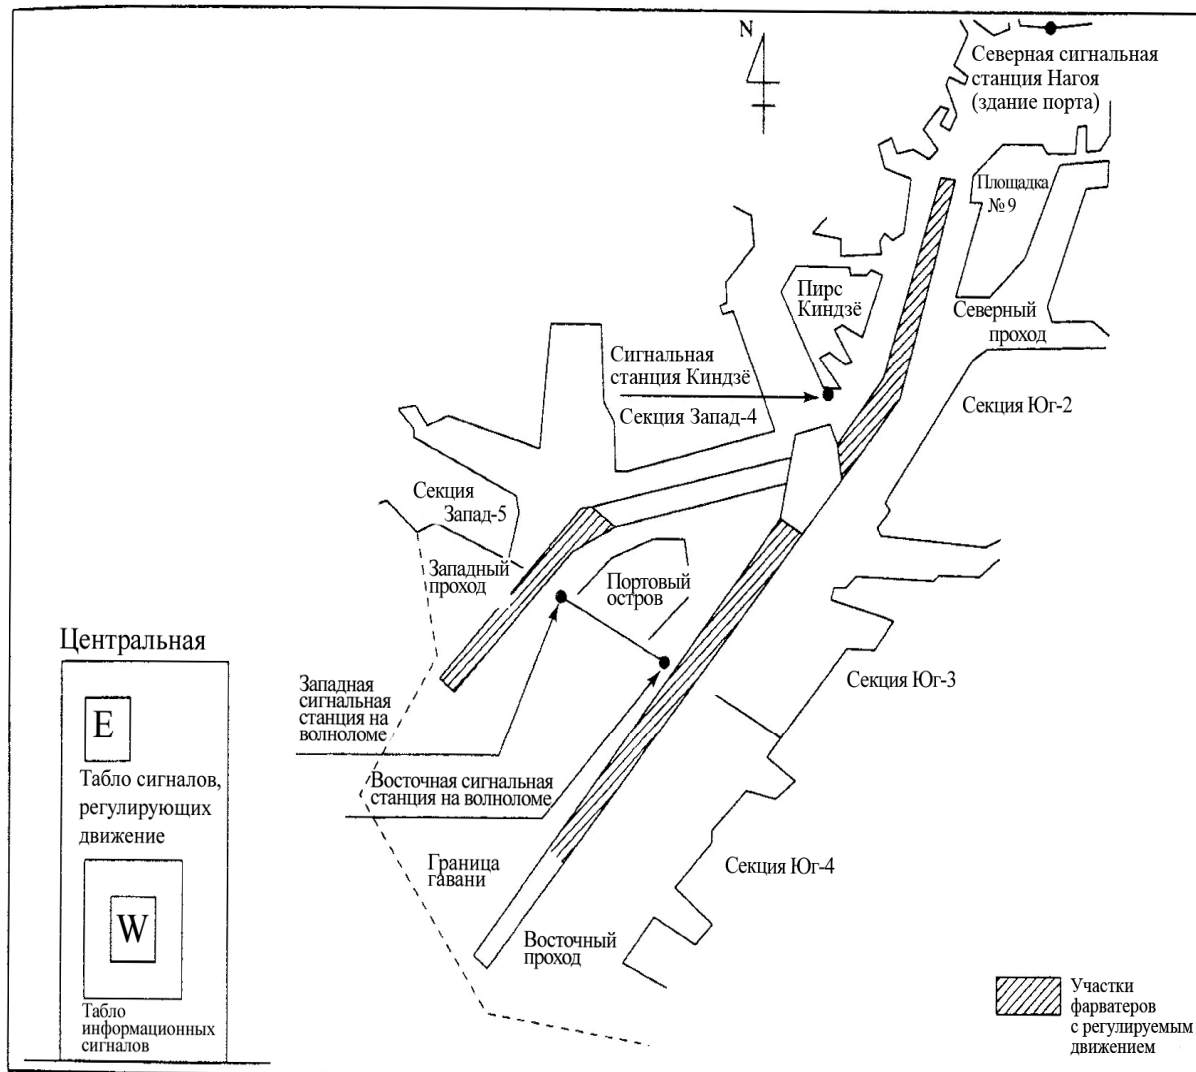 N
Северная сигнальная
станция Нагоя
(здание порта)
Площадка
№ 9
Пирс
Киндзё
Северный
проход
Сигнальная
станция Киндзё
Секция Запад-4
Секция Юг-2
Секция
Запад-5
Западный
проход
Портовый
остров
Центральная
E
Табло сигналов,
регулирующих
движение
W
Табло
информационных
сигналов
Западная
сигнальная
станция на
волноломе
Секция Юг-3
Восточная сигнальная
станция на волноломе
Граница
гавани
Секция Юг-4
Восточный
проход
Участки
фарватеров
с регулируемым
движением